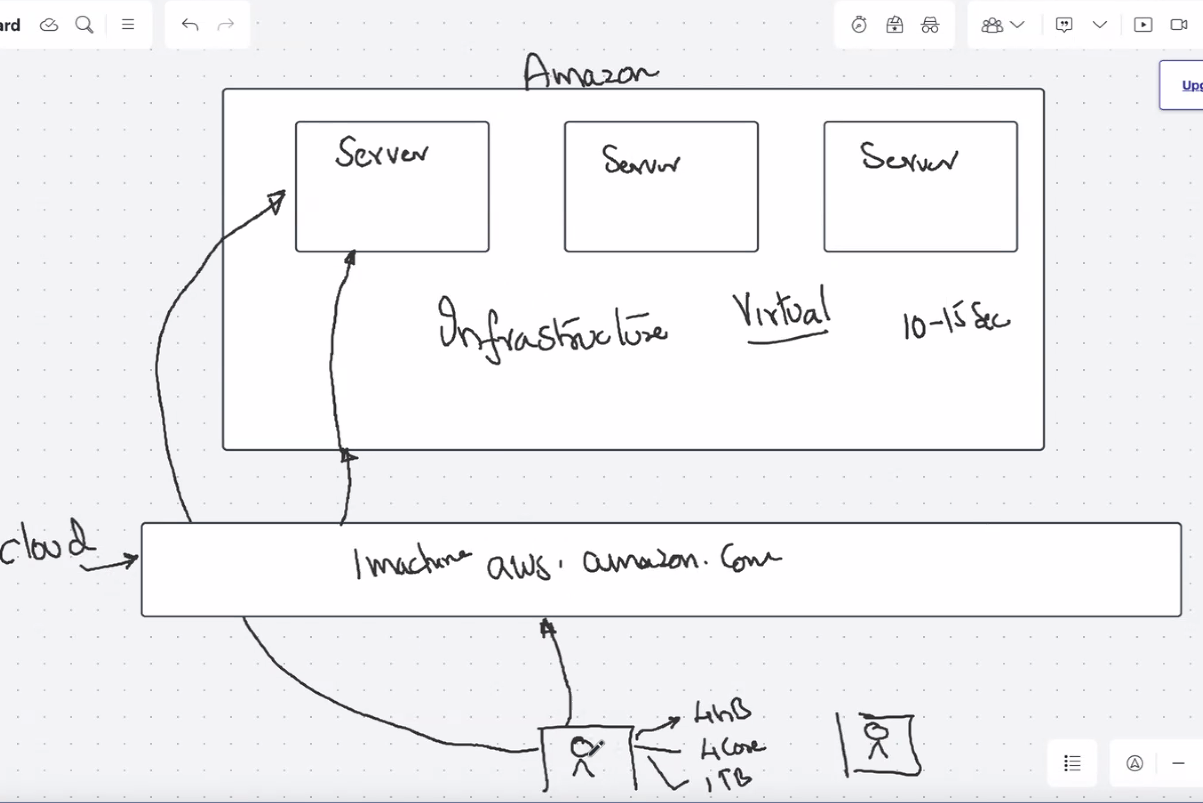 ard
Upg
Amazon
Server
Server
Server
Infrastructure
Virtual
10-15 Sec
cloud
1 machine aws. amazon. com
4 Core
1TB